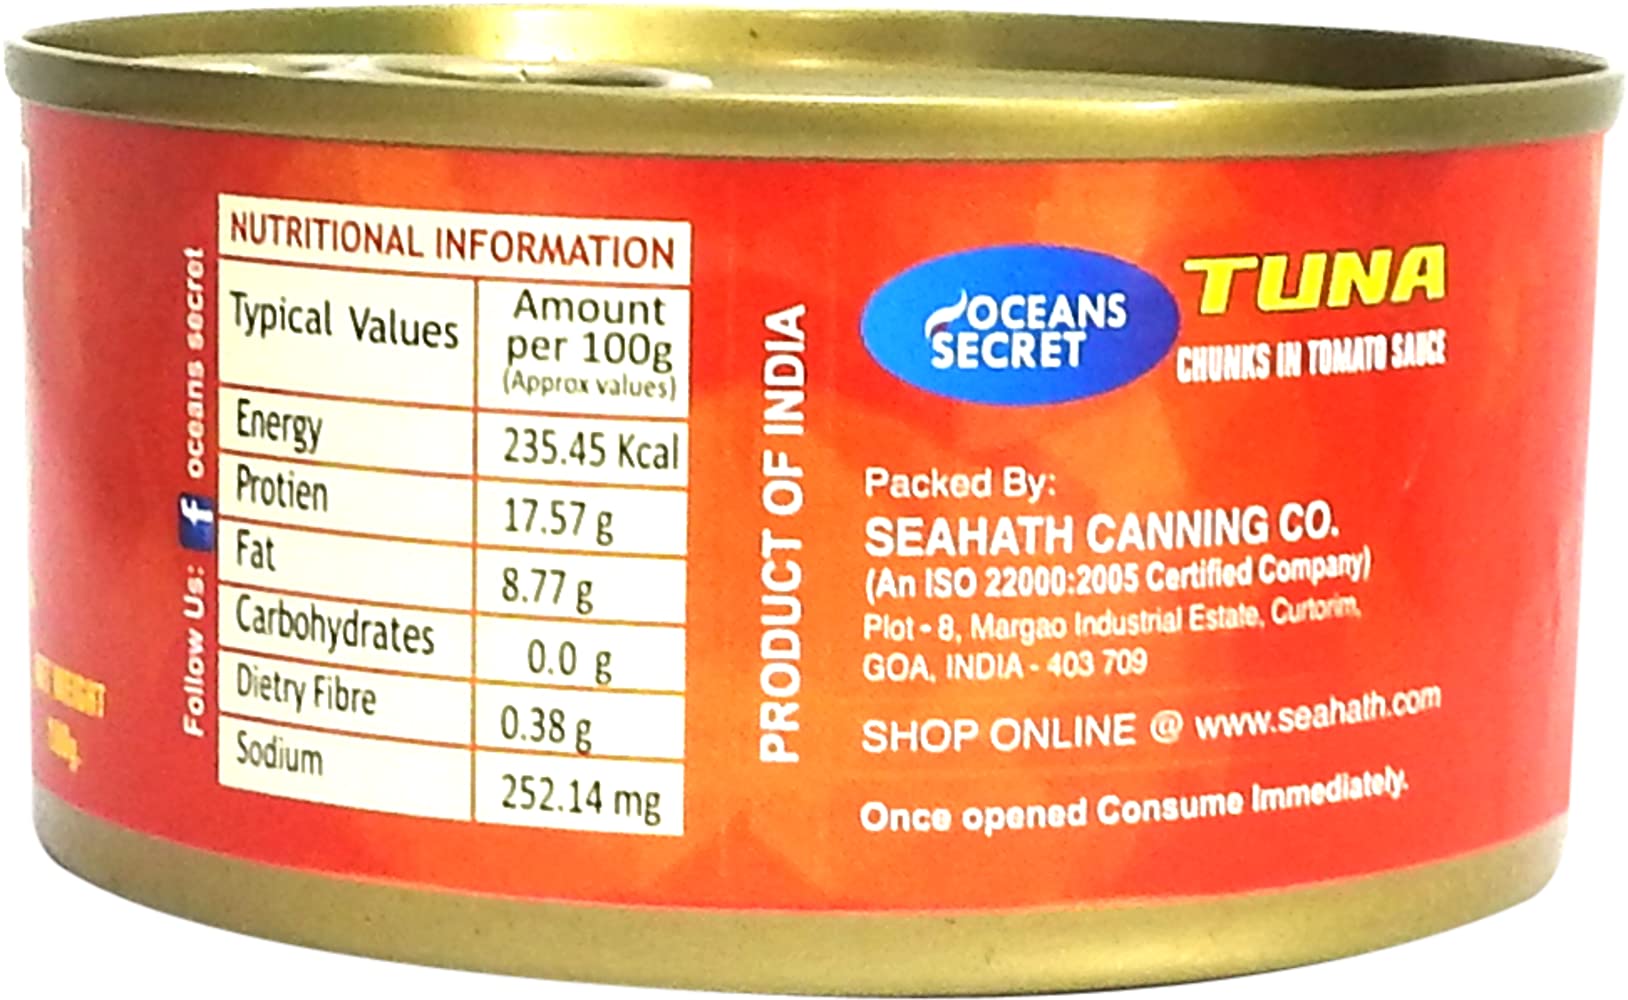 NUTRITIONAL INFORMATION
Typical Values
Amount
per 100g
(Approx values)
Energy 235.45 Kcal
Protien 17.57 g
Fat 8.77 g
Carbohydrates 0.0 g
Dietry Fibre 0.38 g
Sodium 252.14 mg
Follow Us: f oceans secret
PRODUCT OF INDIA
OCEANS
SECRET
TUNA
CHUNKS IN TOMATO SAUCE
Packed By:
SEAHATH CANNING CO.
(An ISO 22000:2005 Certified Company)
Plot - 8, Margao Industrial Estate, Curtorim,
GOA, INDIA - 403 709
SHOP ONLINE @ www.seahath.com
Once opened Consume Immediately.
WEIGHT